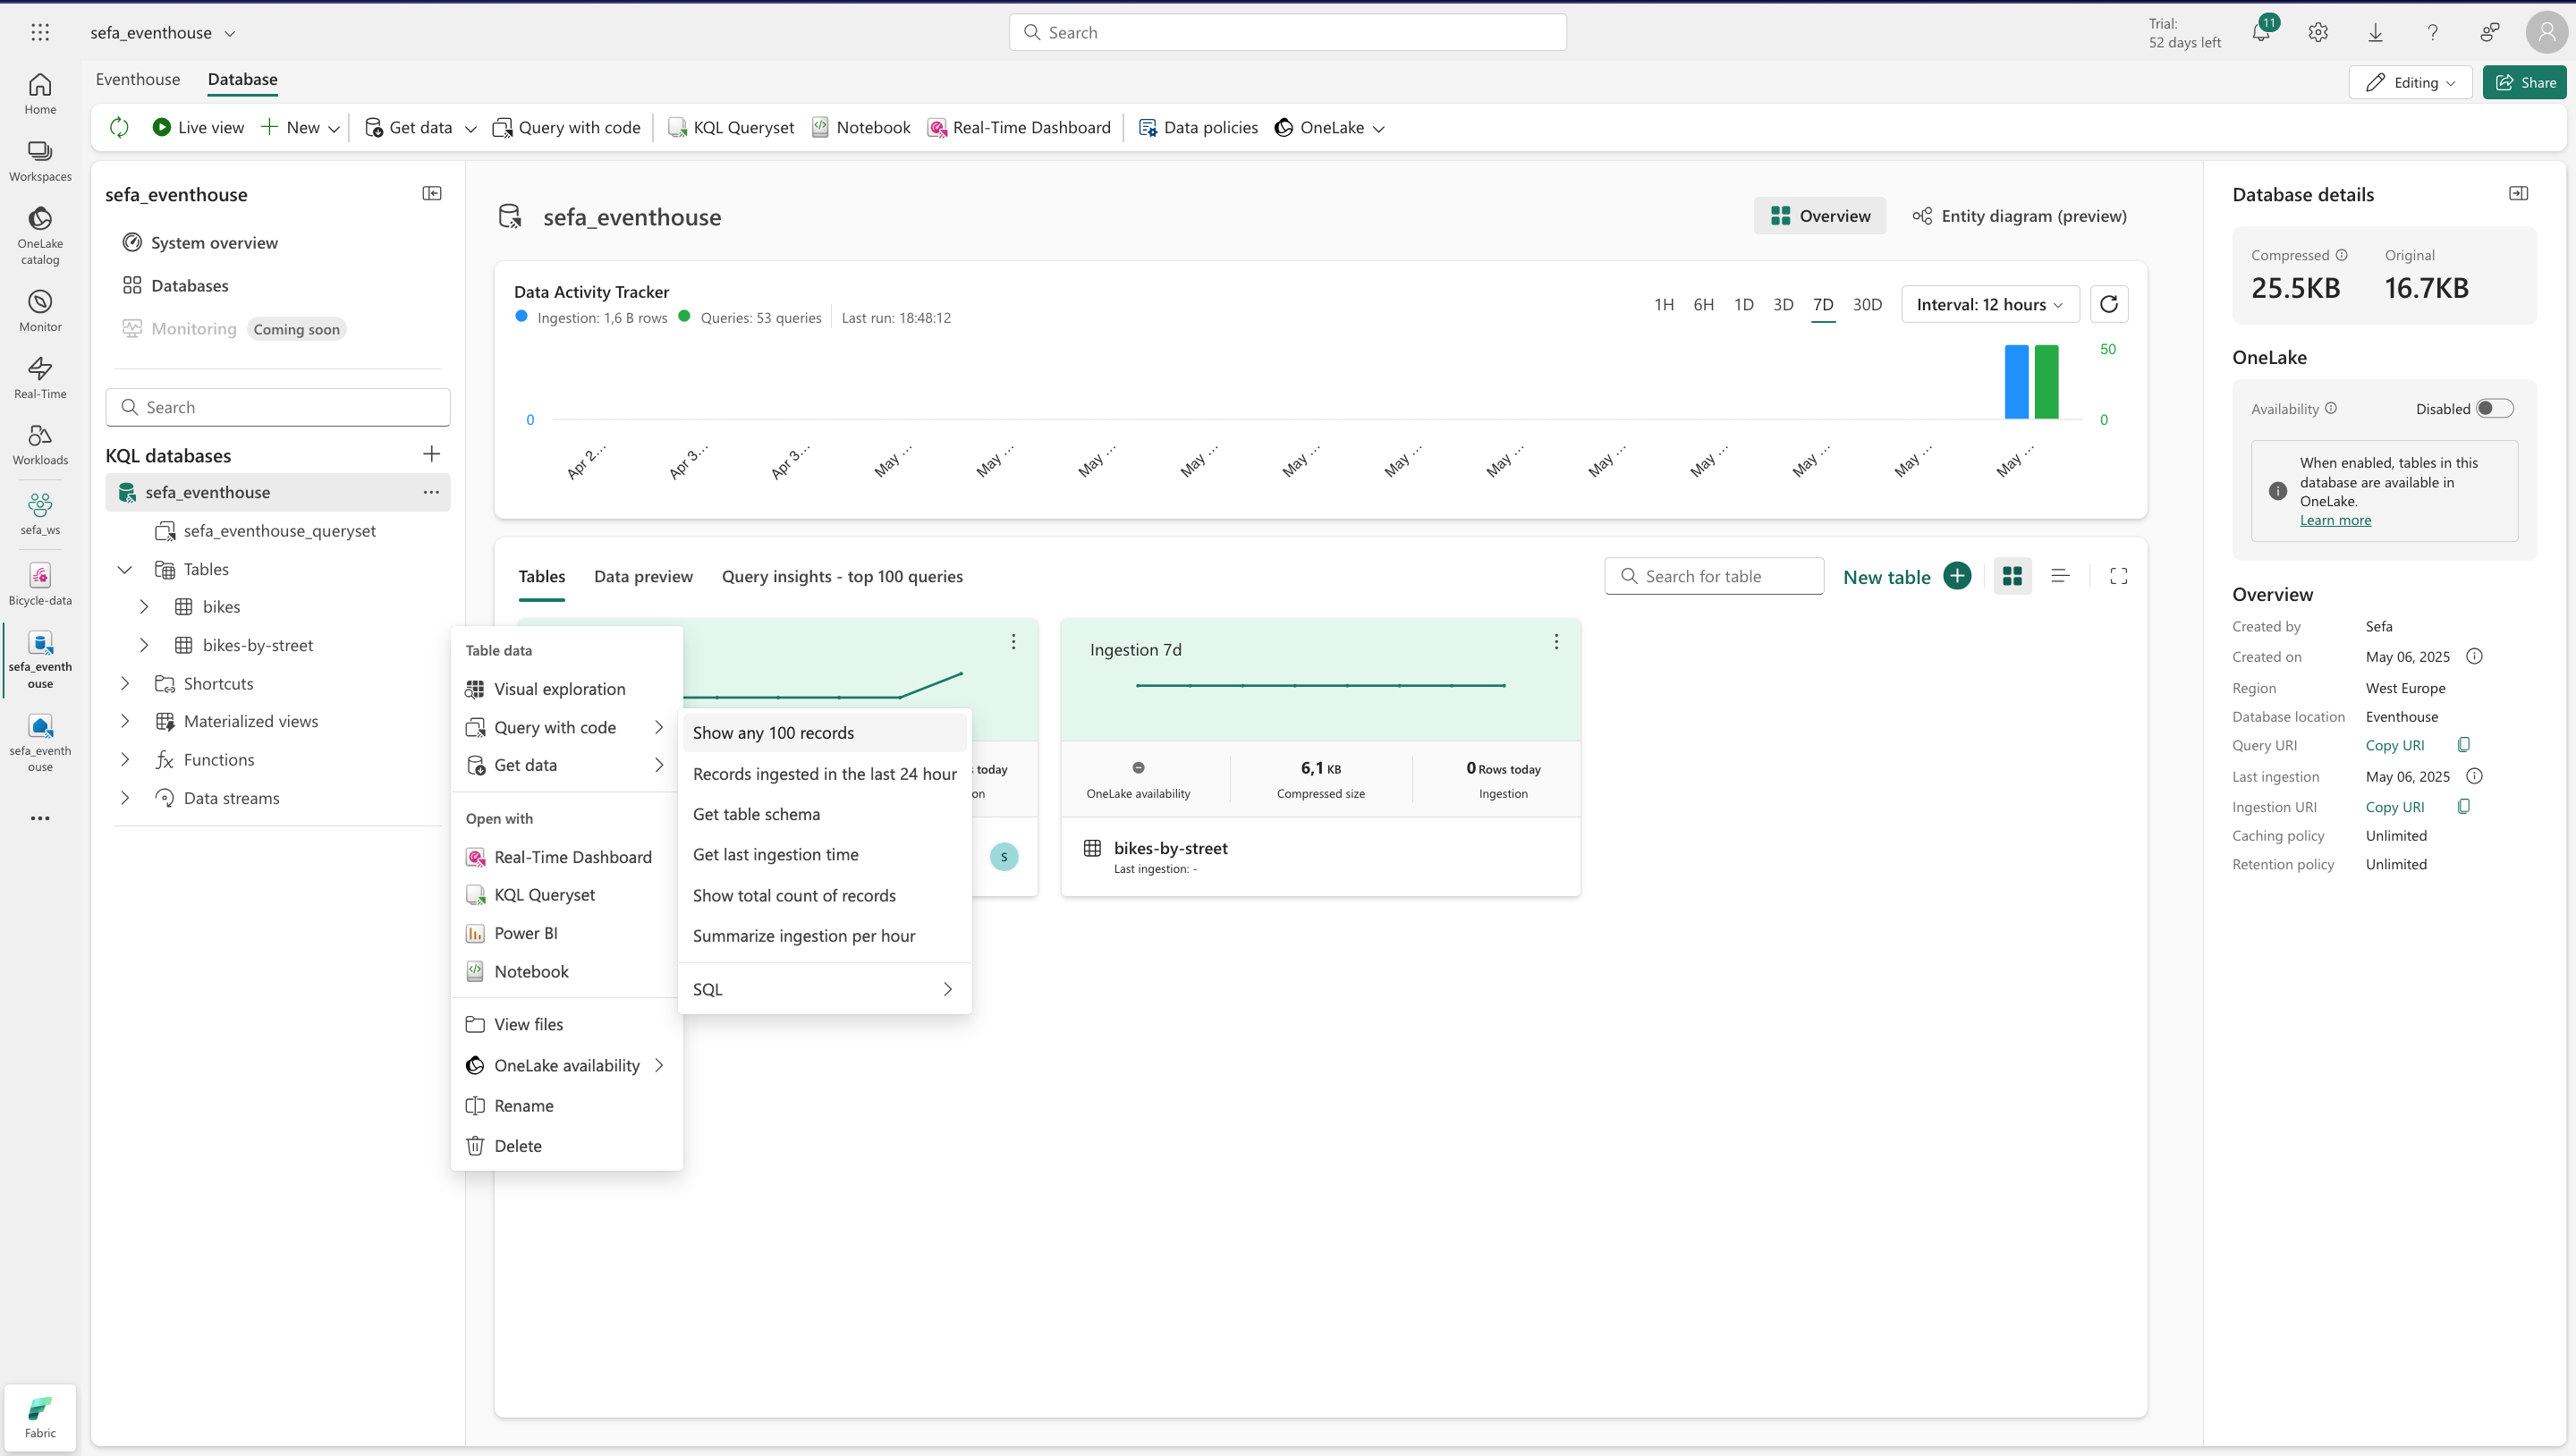 sefa_eventhouse
Search
Trial:
52 days left
11
Eventhouse
Database
Editing
Share
Live view
New
Get data
Query with code
KQL Queryset
Notebook
Real-Time Dashboard
Data policies
OneLake
Home
Workspaces
OneLake
catalog
Monitor
Real-Time
Workloads
sefa_ws
Bicycle-data
sefa_eventh
ouse
sefa_eventh
ouse
Fabric
sefa_eventhouse
System overview
Databases
Monitoring Coming soon
Search
KQL databases
sefa_eventhouse
sefa_eventhouse_queryset
Tables
bikes
bikes-by-street
Shortcuts
Materialized views
Functions
Data streams
sefa_eventhouse
Overview
Entity diagram (preview)
Data Activity Tracker
Ingestion: 1,6 B rows
Queries: 53 queries
Last run: 18:48:12
1H 6H 1D 3D 7D 30D
Interval: 12 hours
50
0
0
Apr 2... Apr 3... Apr 3... May ... May ... May ... May ... May ... May ... May ... May ... May ... May ... May ... May ...
Tables
Data preview
Query insights - top 100 queries
Search for table
New table
Table data
Visual exploration
Query with code
Get data
Open with
Real-Time Dashboard
KQL Queryset
Power BI
Notebook
View files
OneLake availability
Rename
Delete
Show any 100 records
Records ingested in the last 24 hour
Get table schema
Get last ingestion time
Show total count of records
Summarize ingestion per hour
SQL
today
on
S
Ingestion 7d
OneLake availability
6,1 KB
Compressed size
0 Rows today
Ingestion
bikes-by-street
Last ingestion: -
Database details
Compressed
25.5KB
Original
16.7KB
OneLake
Availability
Disabled
When enabled, tables in this
database are available in
OneLake.
Learn more
Overview
Created by Sefa
Created on May 06, 2025
Region West Europe
Database location Eventhouse
Query URI Copy URI
Last ingestion May 06, 2025
Ingestion URI Copy URI
Caching policy Unlimited
Retention policy Unlimited